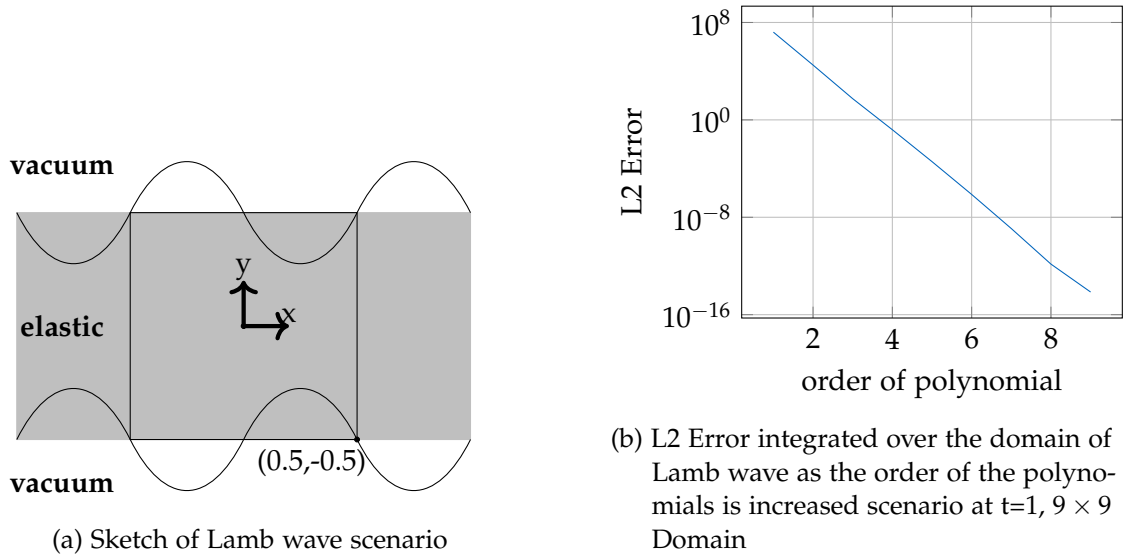 vacuum
y
x
elastic
(0.5,-0.5)
vacuum
(a) Sketch of Lamb wave scenario
10^8
10^0
10^−8
10^−16
L2 Error
2 4 6 8
order of polynomial
(b) L2 Error integrated over the domain of
Lamb wave as the order of the polyno-
mials is increased scenario at t=1, 9 × 9
Domain